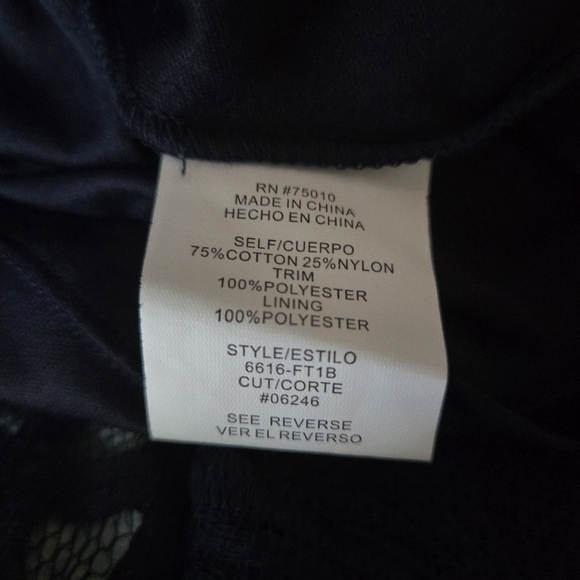 RN #75010
MADE IN CHINA
HECHO EN CHINA
SELF/CUERPO
75%COTTON 25%NYLON
TRIM
100%POLYESTER
LINING
100%POLYESTER
STYLE/ESTILO
6616-FT1B
CUT/CORTE
#06246
SEE REVERSE
VER EL REVERSO